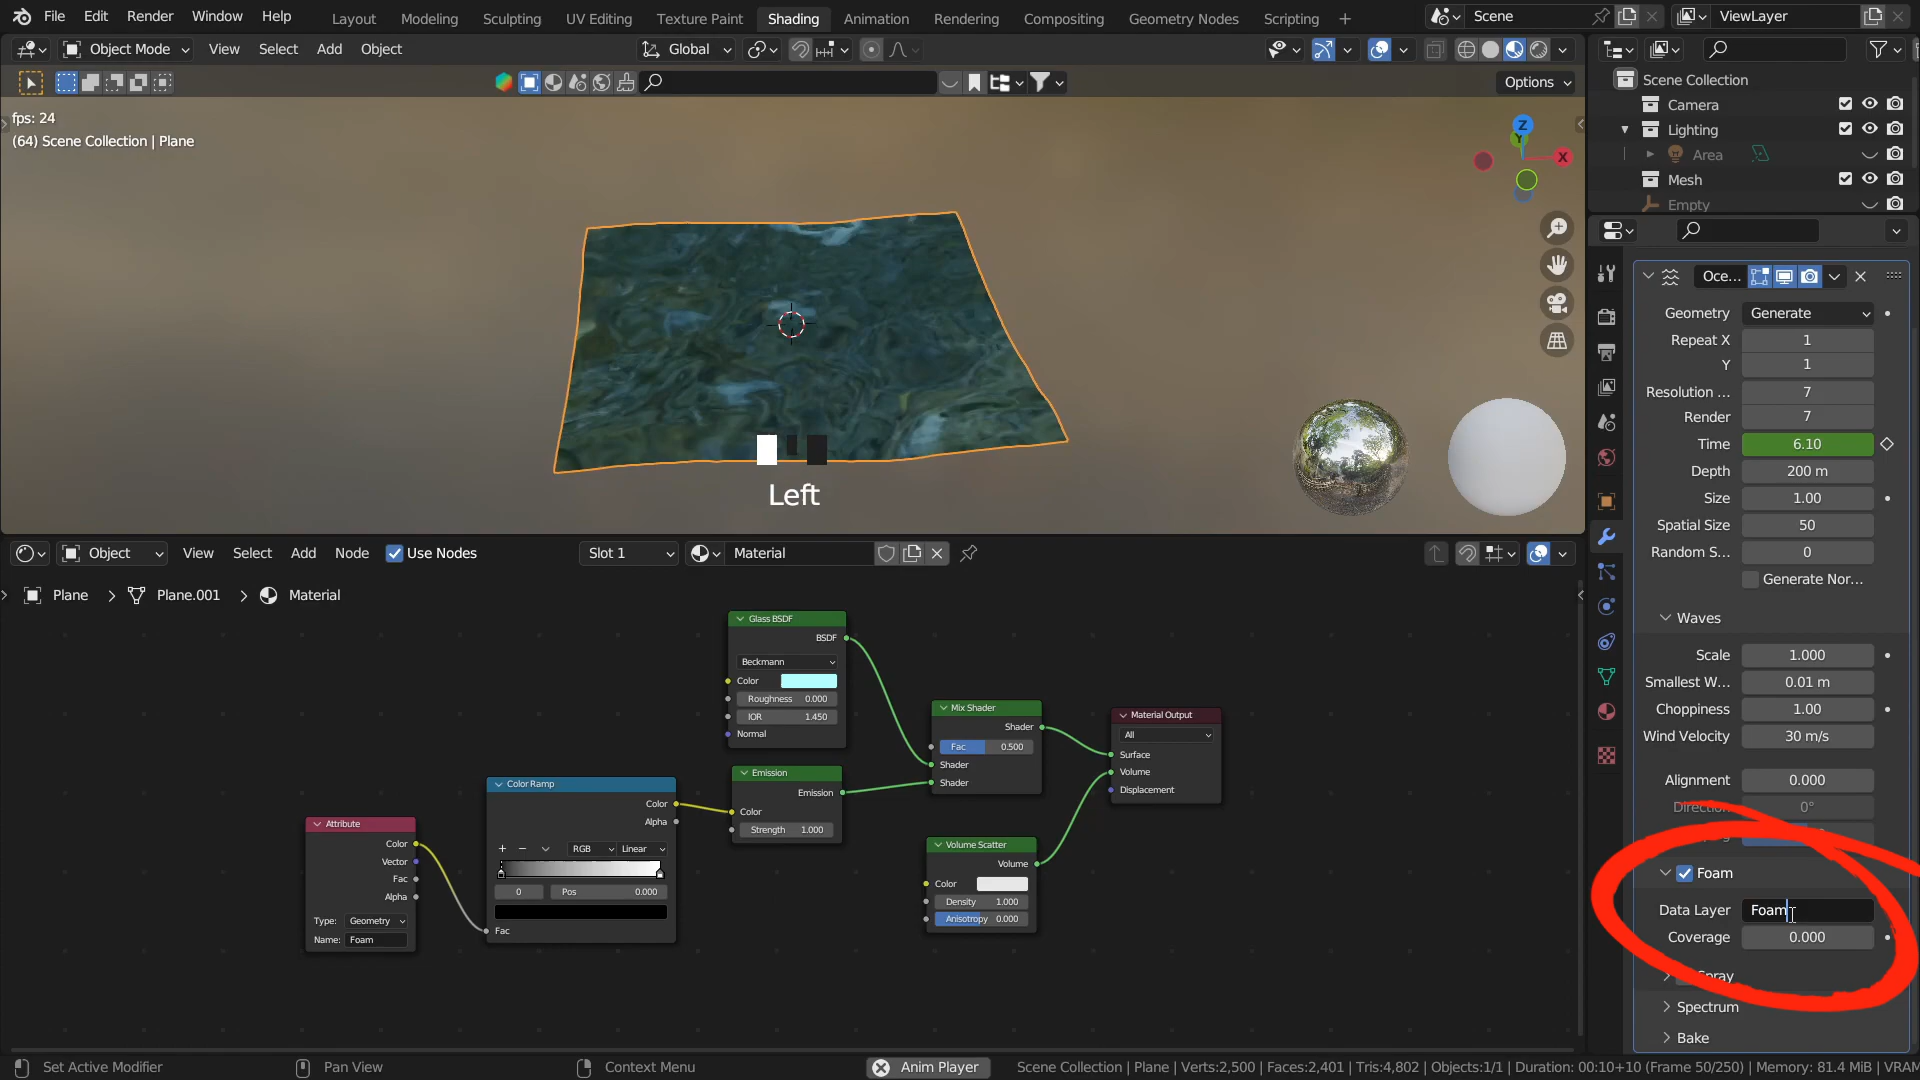 File Edit Render Window Help
Layout Modeling Sculpting UV Editing Texture Paint Shading Animation Rendering Compositing Geometry Nodes Scripting +
Scene
ViewLayer
Object Mode View Select Add Object
Global
Options
fps: 24
(64) Scene Collection | Plane
Z
Y
X
Left
Scene Collection
Camera
Lighting
Area
Mesh
Empty
Oce...
Geometry Generate
Repeat X 1
Y 1
Resolution ... 7
Render 7
Time 6.10
Depth 200 m
Size 1.00
Spatial Size 50
Random S... 0
Generate Nor...
Waves
Scale 1.000
Smallest W... 0.01 m
Choppiness 1.00
Wind Velocity 30 m/s
Alignment 0.000
Direction 0°
Foam
Data Layer Foam
Coverage 0.000
Spray
Spectrum
Bake
Object View Select Add Node Use Nodes
Slot 1
Material
Plane > Plane.001 > Material
Glass BSDF
BSDF
Beckmann
Color
Roughness 0.000
IOR 1.450
Normal
Emission
Emission
Color
Strength 1.000
Mix Shader
Shader
Fac 0.500
Shader
Shader
Material Output
All
Surface
Volume
Displacement
Color Ramp
Color
Alpha
+ − RGB Linear
0 Pos 0.000
Fac
Attribute
Color
Vector
Fac
Alpha
Type: Geometry
Name: Foam
Volume Scatter
Volume
Color
Density 1.000
Anisotropy 0.000
Set Active Modifier
Pan View
Context Menu
Anim Player
Scene Collection | Plane | Verts:2,500 | Faces:2,401 | Tris:4,802 | Objects:1/1 | Duration: 00:10+10 (Frame 50/250) | Memory: 81.4 MiB | VRAM